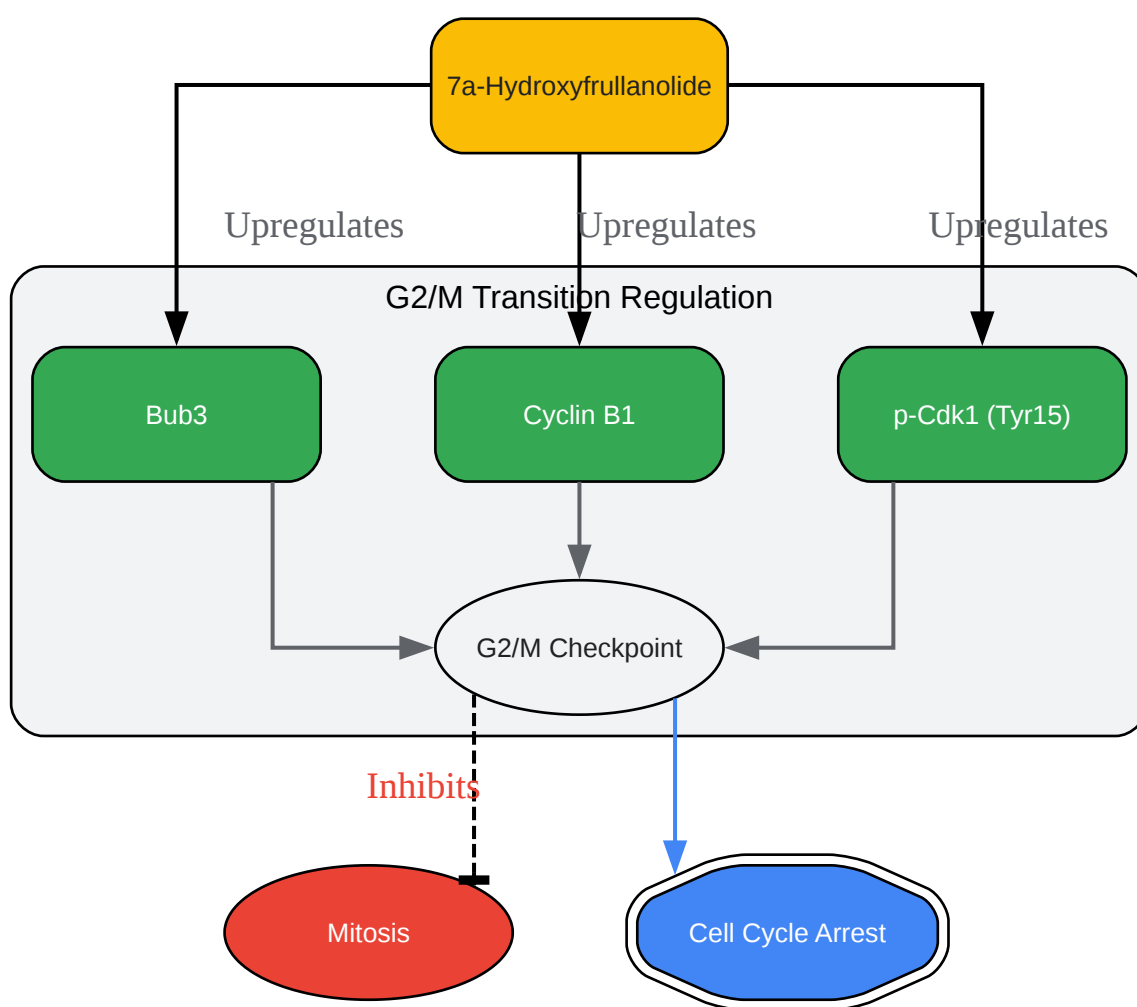 7a-Hydroxyfrullanolide
Upregulates
Upregulates
Upregulates
G2/M Transition Regulation
Bub3
Cyclin B1
p-Cdk1 (Tyr15)
G2/M Checkpoint
Inhibits
Mitosis
Cell Cycle Arrest